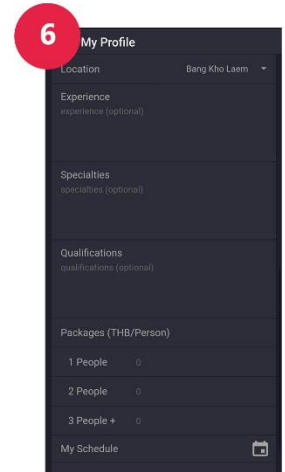 6
My Profile
Location Bang Kho Laem
Experience
experience (optional)
Specialties
specialties (optional)
Qualifications
qualifications (optional)
Packages (THB/Person)
1 People 0
2 People 0
3 People + 0
My Schedule